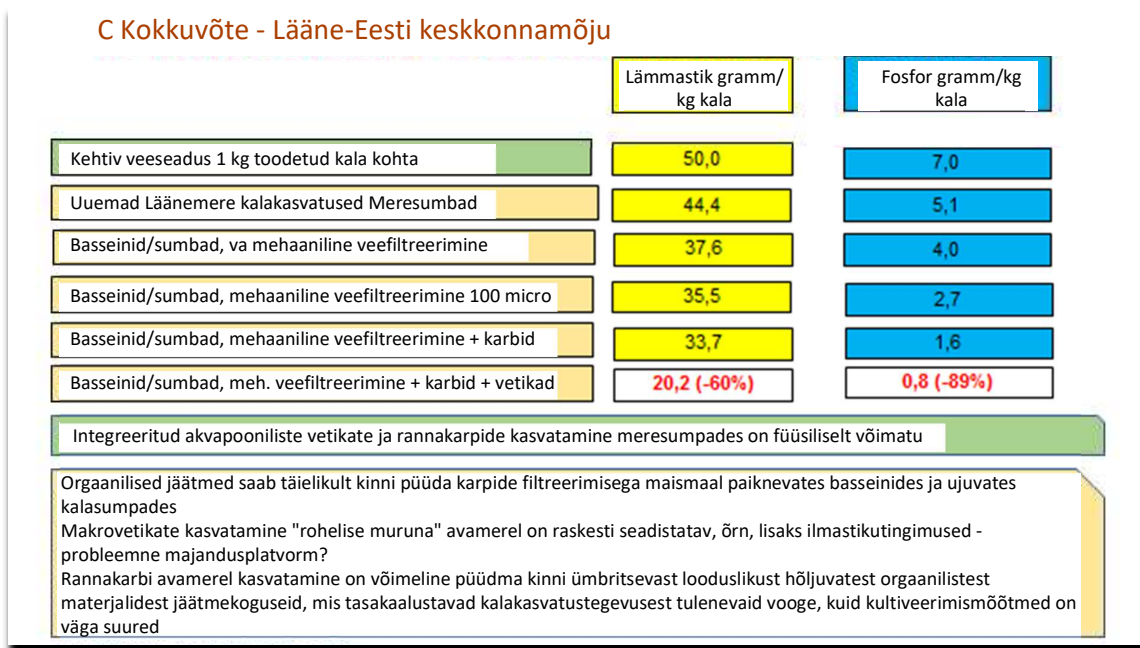 C Kokkuvõte - Lääne-Eesti keskkonnamõju
Lämmastik gramm/
kg kala
Fosfor gramm/kg
kala
Kehtiv veeseadus 1 kg toodetud kala kohta
50,0
7,0
Uuemad Läänemere kalakasvatused Meresumbad
44,4
5,1
Basseinid/sumbad, va mehaaniline veefiltreerimine
37,6
4,0
Basseinid/sumbad, mehaaniline veefiltreerimine 100 micro
35,5
2,7
Basseinid/sumbad, mehaaniline veefiltreerimine + karbid
33,7
1,6
Basseinid/sumbad, meh. veefiltreerimine + karbid + vetikad
20,2 (-60%)
0,8 (-89%)
Integreeritud akvapooniliste vetikate ja rannakarpide kasvatamine meresumpades on füüsiliselt võimatu
Orgaanilised jäätmed saab täielikult kinni püüda karpide filtreerimisega maismaal paiknevates basseinides ja ujuvates
kalasumpades
Makrovetikate kasvatamine "rohelise muruna" avamerel on raskesti seadistatav, õrn, lisaks ilmastikutingimused -
probleemne majandusplatvorm?
Rannakarbi avamerel kasvatamine on võimeline püüdma kinni ümbritsevast looduslikust hõljuvatest orgaanilistest
materjalidest jäätmekoguseid, mis tasakaalustavad kalakasvatustegevusest tulenevaid vooge, kuid kultiveerimismõõtmed on
väga suured